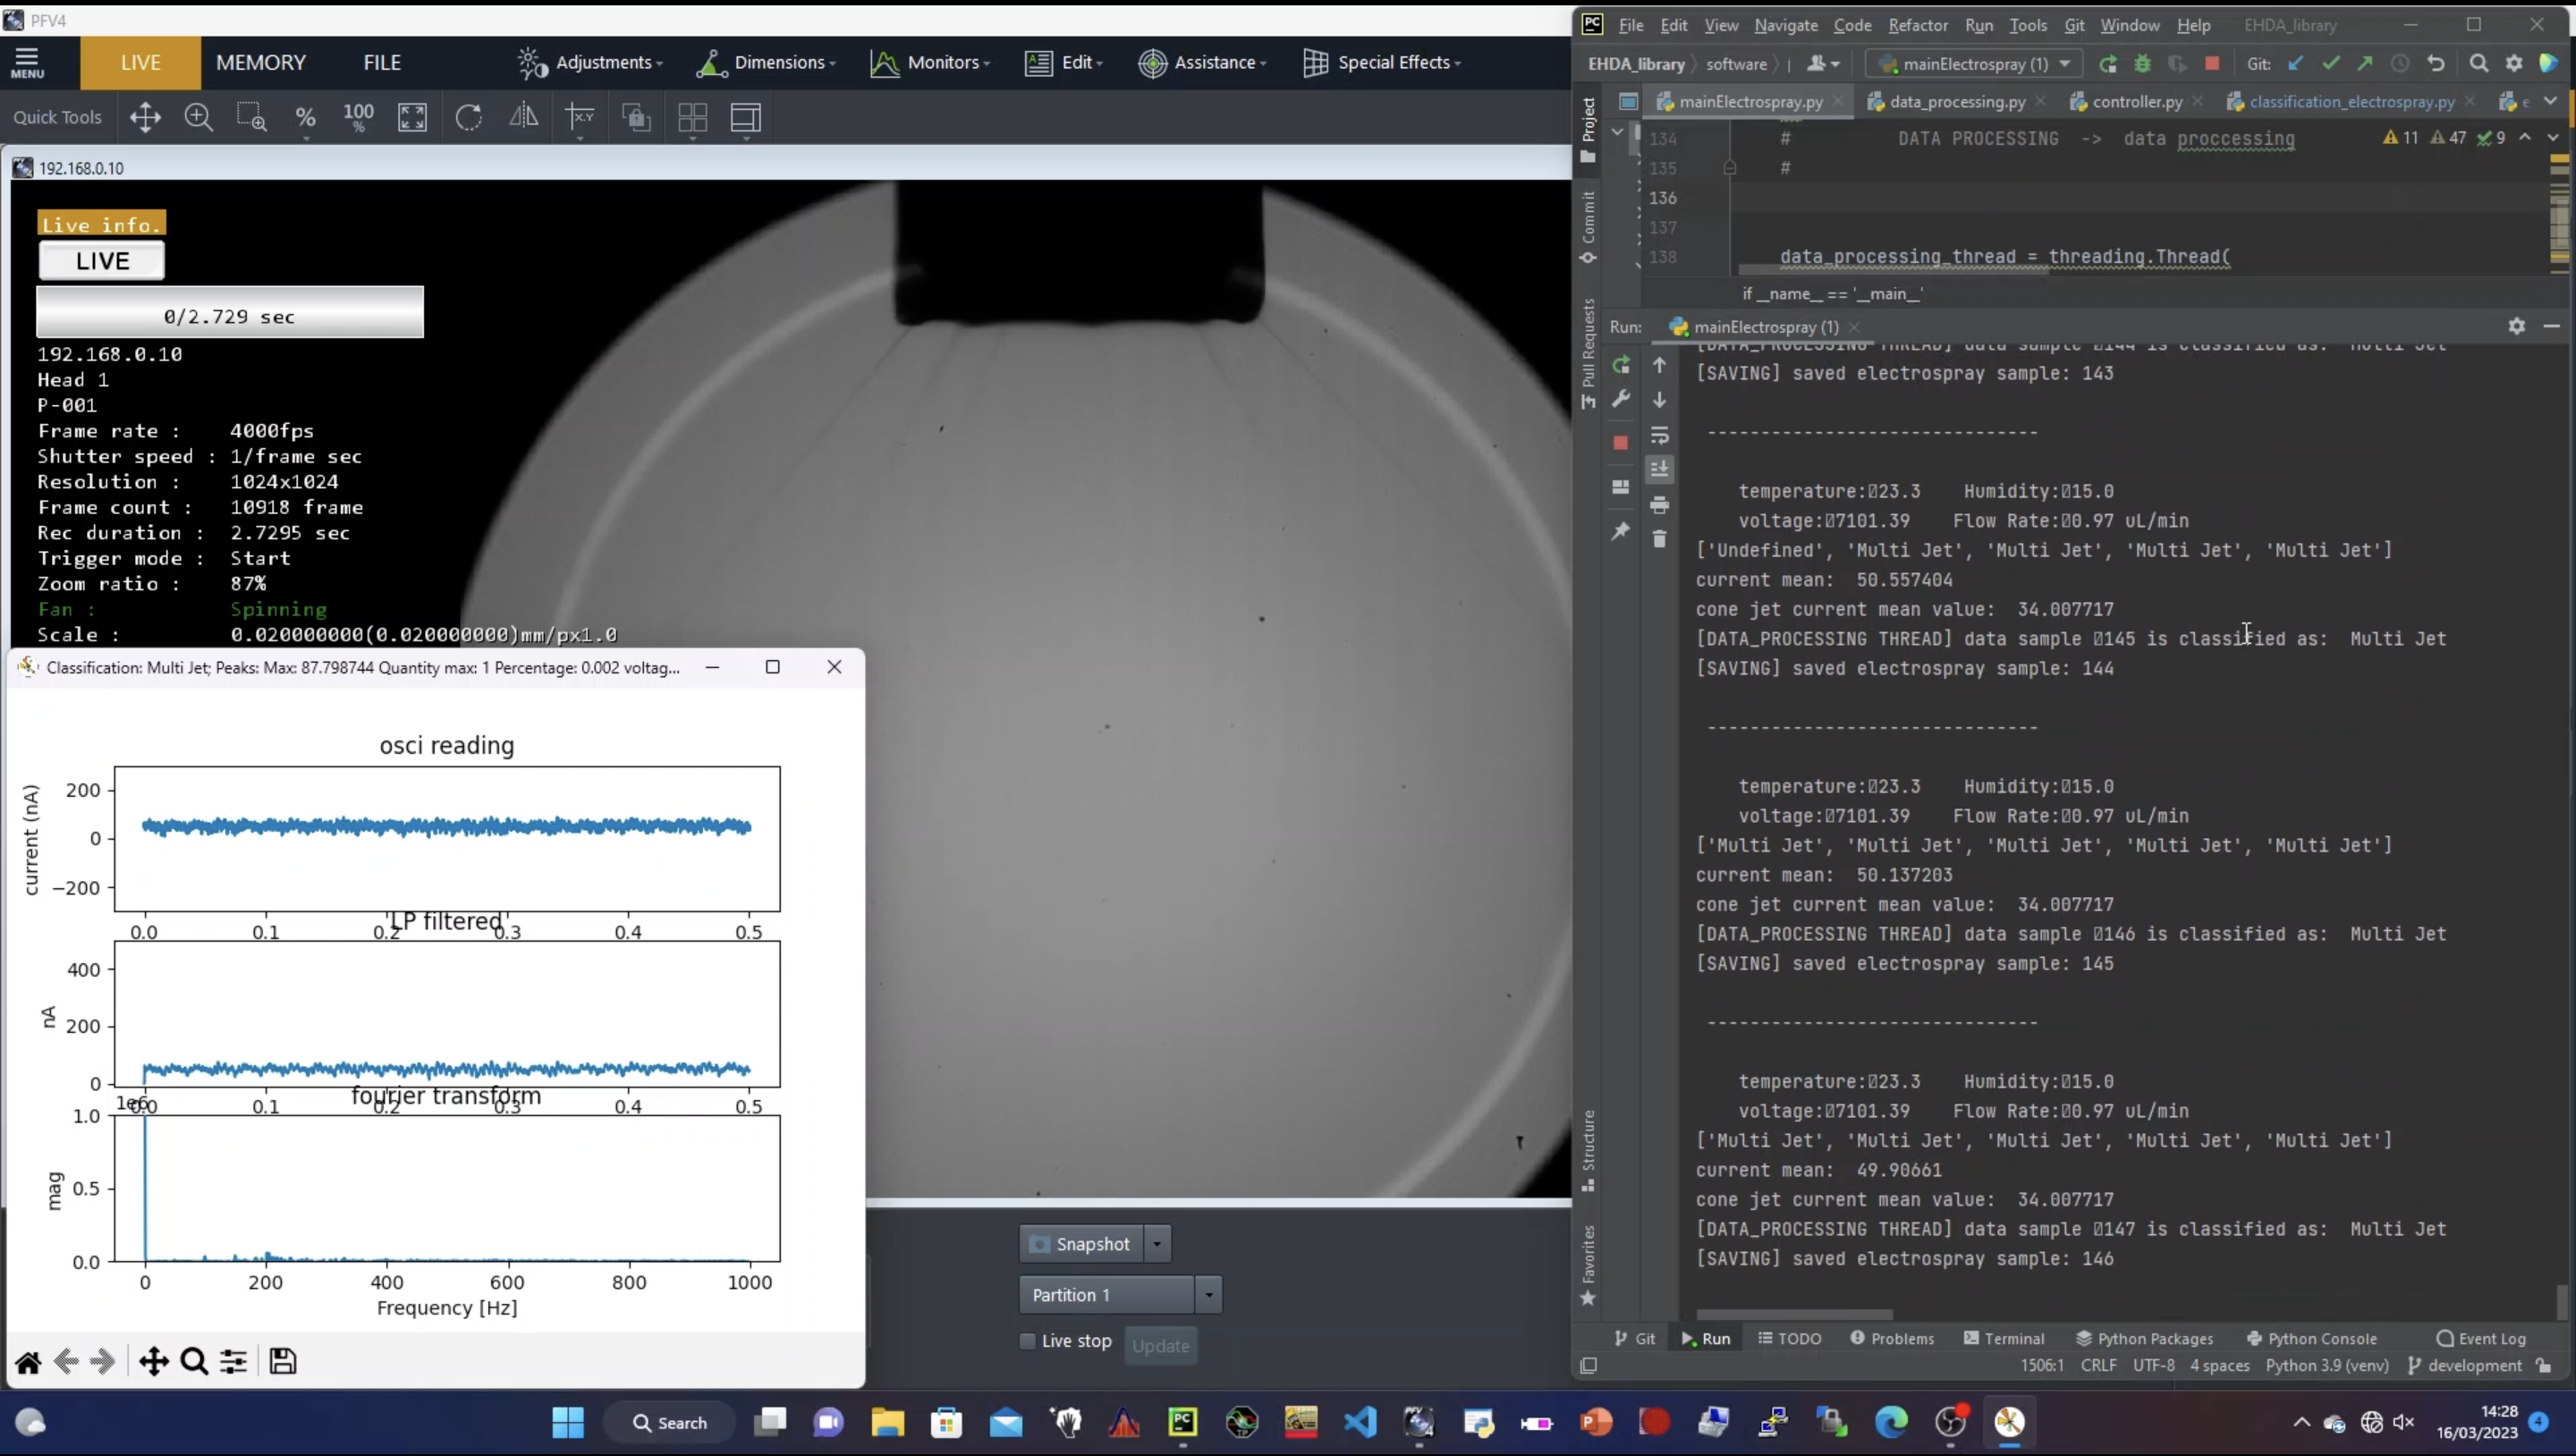 PFV4
MENU
LIVE
MEMORY
FILE
Adjustments
Dimensions
Monitors
Edit
Assistance
Special Effects
Quick Tools
%
100
%
X.Y
192.168.0.10
Live info.
LIVE
0/2.729 sec
192.168.0.10
Head 1
P-001
Frame rate : 4000fps
Shutter speed : 1/frame sec
Resolution : 1024x1024
Frame count : 10918 frame
Rec duration : 2.7295 sec
Trigger mode : Start
Zoom ratio : 87%
Fan : Spinning
Scale : 0.020000000(0.020000000)mm/px1.0
Classification: Multi Jet; Peaks: Max: 87.798744 Quantity max: 1 Percentage: 0.002 voltag...
osci reading
current (nA)
200
0
−200
0.0 0.1 0.2 0.3 0.4 0.5
LP filtered
nA
400
200
0
0.0 0.1 0.2 0.3 0.4 0.5
fourier transform
1e6
mag
1.0
0.5
0.0
0 200 400 600 800 1000
Frequency [Hz]
Snapshot
Partition 1
Live stop
Update
PC
File Edit View Navigate Code Refactor Run Tools Git Window Help EHDA_library
EHDA_library software mainElectrospray (1) Git:
mainElectrospray.py data_processing.py controller.py classification_electrospray.py e
Project
Commit
Pull Requests
Structure
Favorites
134 # DATA PROCESSING -> data proccessing
11 47 9
135 #
136
137
138 data_processing_thread = threading.Thread(
if __name__ == '__main__'
Run: mainElectrospray (1)
[DATA_PROCESSING THREAD] data sample 144 is classified as: Multi Jet
[SAVING] saved electrospray sample: 143
-------------------------------
temperature:23.3 Humidity:15.0
voltage:7101.39 Flow Rate:0.97 uL/min
['Undefined', 'Multi Jet', 'Multi Jet', 'Multi Jet', 'Multi Jet']
current mean: 50.557404
cone jet current mean value: 34.007717
[DATA_PROCESSING THREAD] data sample 145 is classified as: Multi Jet
[SAVING] saved electrospray sample: 144
-------------------------------
temperature:23.3 Humidity:15.0
voltage:7101.39 Flow Rate:0.97 uL/min
['Multi Jet', 'Multi Jet', 'Multi Jet', 'Multi Jet', 'Multi Jet']
current mean: 50.137203
cone jet current mean value: 34.007717
[DATA_PROCESSING THREAD] data sample 146 is classified as: Multi Jet
[SAVING] saved electrospray sample: 145
-------------------------------
temperature:23.3 Humidity:15.0
voltage:7101.39 Flow Rate:0.97 uL/min
['Multi Jet', 'Multi Jet', 'Multi Jet', 'Multi Jet', 'Multi Jet']
current mean: 49.90661
cone jet current mean value: 34.007717
[DATA_PROCESSING THREAD] data sample 147 is classified as: Multi Jet
[SAVING] saved electrospray sample: 146
Git Run TODO Problems Terminal Python Packages Python Console Event Log
1506:1 CRLF UTF-8 4 spaces Python 3.9 (venv) development
Search
14:28
16/03/2023
4